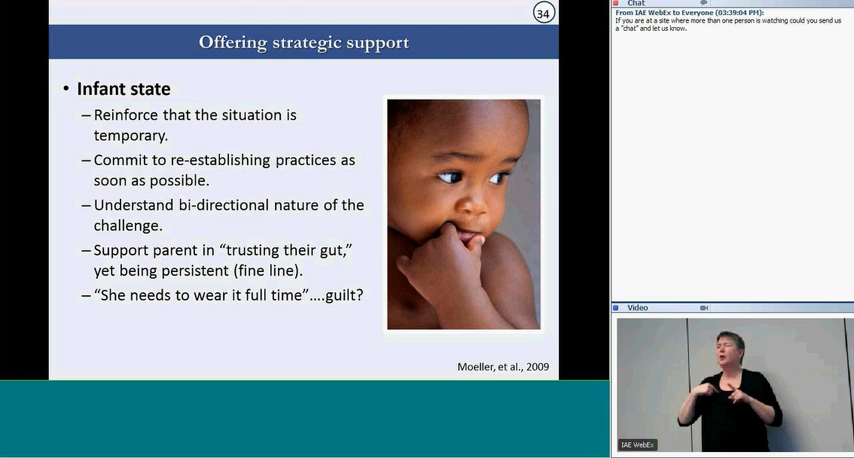 34
Offering strategic support
• Infant state
– Reinforce that the situation is
temporary.
– Commit to re-establishing practices as
soon as possible.
– Understand bi-directional nature of the
challenge.
– Support parent in “trusting their gut,”
yet being persistent (fine line).
– “She needs to wear it full time”....guilt?
Moeller, et al., 2009
Chat
From IAE WebEx to Everyone (03:39:04 PM):
If you are at a site where more than one person is watching could you send us
a "chat" and let us know.
Video
IAE WebEx